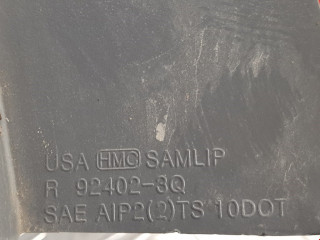 USA HMC SAMLIP
R 92402-3Q
SAE AIP2(2)TS 10DOT